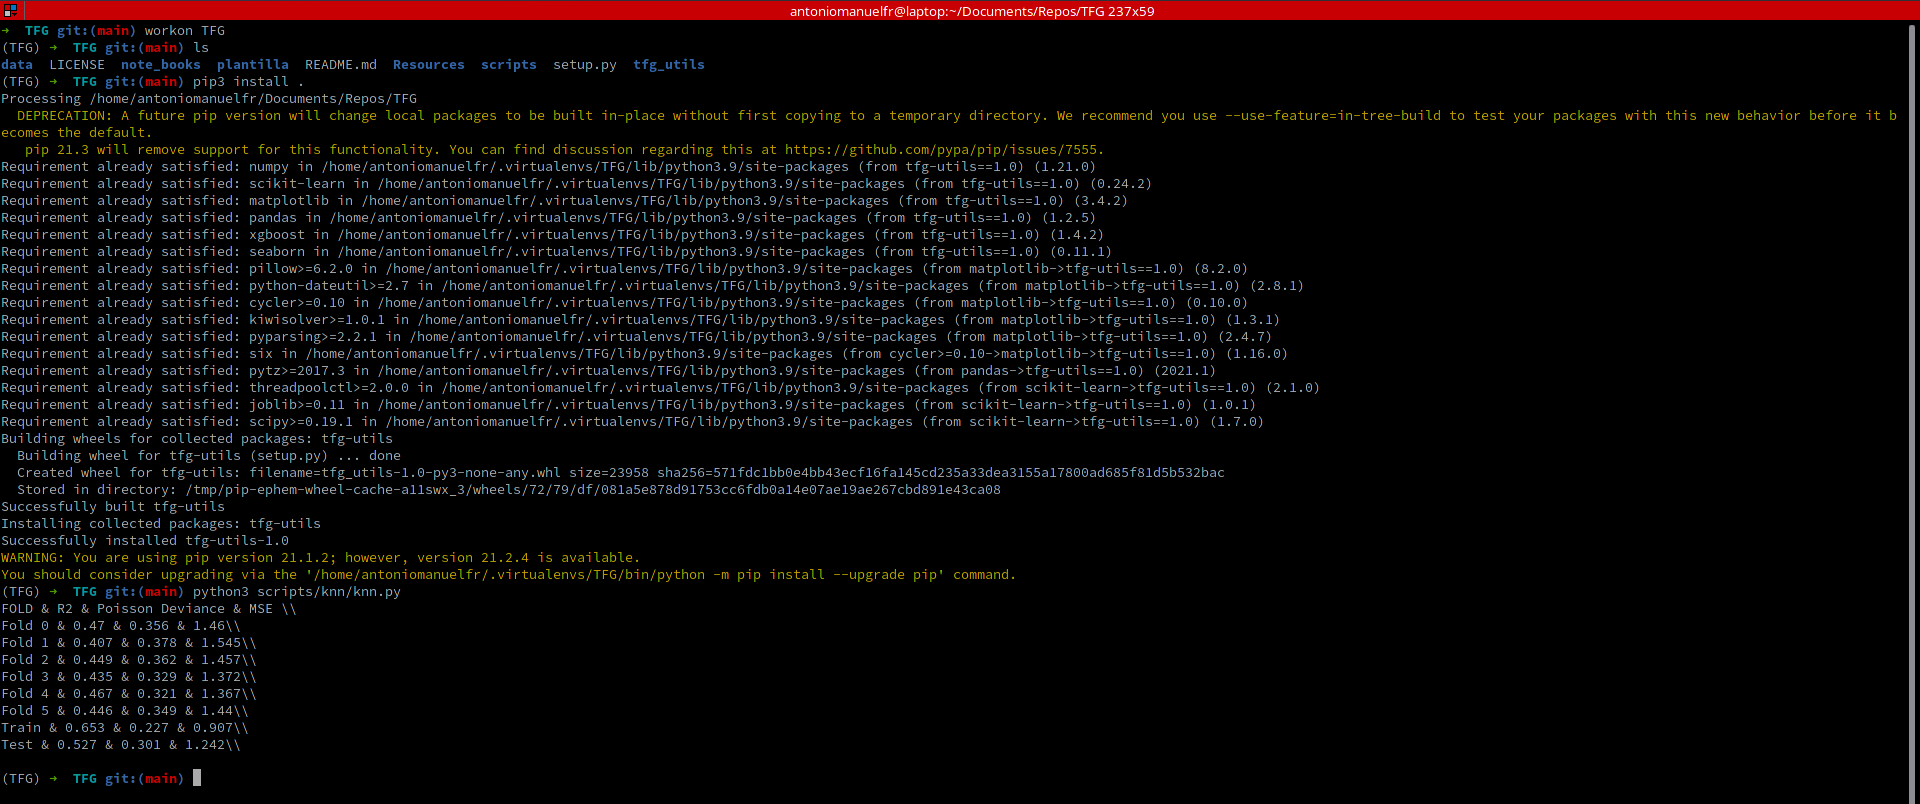 antoniomanuelfr@laptop:~/Documents/Repos/TFG 237x59
→  TFG git:(main) workon TFG
(TFG) →  TFG git:(main) ls
data  LICENSE  note_books  plantilla  README.md  Resources  scripts  setup.py  tfg_utils
(TFG) →  TFG git:(main) pip3 install .
Processing /home/antoniomanuelfr/Documents/Repos/TFG
  DEPRECATION: A future pip version will change local packages to be built in-place without first copying to a temporary directory. We recommend you use --use-feature=in-tree-build to test your packages with this new behavior before it b
ecomes the default.
   pip 21.3 will remove support for this functionality. You can find discussion regarding this at https://github.com/pypa/pip/issues/7555.
Requirement already satisfied: numpy in /home/antoniomanuelfr/.virtualenvs/TFG/lib/python3.9/site-packages (from tfg-utils==1.0) (1.21.0)
Requirement already satisfied: scikit-learn in /home/antoniomanuelfr/.virtualenvs/TFG/lib/python3.9/site-packages (from tfg-utils==1.0) (0.24.2)
Requirement already satisfied: matplotlib in /home/antoniomanuelfr/.virtualenvs/TFG/lib/python3.9/site-packages (from tfg-utils==1.0) (3.4.2)
Requirement already satisfied: pandas in /home/antoniomanuelfr/.virtualenvs/TFG/lib/python3.9/site-packages (from tfg-utils==1.0) (1.2.5)
Requirement already satisfied: xgboost in /home/antoniomanuelfr/.virtualenvs/TFG/lib/python3.9/site-packages (from tfg-utils==1.0) (1.4.2)
Requirement already satisfied: seaborn in /home/antoniomanuelfr/.virtualenvs/TFG/lib/python3.9/site-packages (from tfg-utils==1.0) (0.11.1)
Requirement already satisfied: pillow>=6.2.0 in /home/antoniomanuelfr/.virtualenvs/TFG/lib/python3.9/site-packages (from matplotlib->tfg-utils==1.0) (8.2.0)
Requirement already satisfied: python-dateutil>=2.7 in /home/antoniomanuelfr/.virtualenvs/TFG/lib/python3.9/site-packages (from matplotlib->tfg-utils==1.0) (2.8.1)
Requirement already satisfied: cycler>=0.10 in /home/antoniomanuelfr/.virtualenvs/TFG/lib/python3.9/site-packages (from matplotlib->tfg-utils==1.0) (0.10.0)
Requirement already satisfied: kiwisolver>=1.0.1 in /home/antoniomanuelfr/.virtualenvs/TFG/lib/python3.9/site-packages (from matplotlib->tfg-utils==1.0) (1.3.1)
Requirement already satisfied: pyparsing>=2.2.1 in /home/antoniomanuelfr/.virtualenvs/TFG/lib/python3.9/site-packages (from matplotlib->tfg-utils==1.0) (2.4.7)
Requirement already satisfied: six in /home/antoniomanuelfr/.virtualenvs/TFG/lib/python3.9/site-packages (from cycler>=0.10->matplotlib->tfg-utils==1.0) (1.16.0)
Requirement already satisfied: pytz>=2017.3 in /home/antoniomanuelfr/.virtualenvs/TFG/lib/python3.9/site-packages (from pandas->tfg-utils==1.0) (2021.1)
Requirement already satisfied: threadpoolctl>=2.0.0 in /home/antoniomanuelfr/.virtualenvs/TFG/lib/python3.9/site-packages (from scikit-learn->tfg-utils==1.0) (2.1.0)
Requirement already satisfied: joblib>=0.11 in /home/antoniomanuelfr/.virtualenvs/TFG/lib/python3.9/site-packages (from scikit-learn->tfg-utils==1.0) (1.0.1)
Requirement already satisfied: scipy>=0.19.1 in /home/antoniomanuelfr/.virtualenvs/TFG/lib/python3.9/site-packages (from scikit-learn->tfg-utils==1.0) (1.7.0)
Building wheels for collected packages: tfg-utils
  Building wheel for tfg-utils (setup.py) ... done
  Created wheel for tfg-utils: filename=tfg_utils-1.0-py3-none-any.whl size=23958 sha256=571fdc1bb0e4bb43ecf16fa145cd235a33dea3155a17800ad685f81d5b532bac
  Stored in directory: /tmp/pip-ephem-wheel-cache-a11swx_3/wheels/72/79/df/081a5e878d91753cc6fdb0a14e07ae19ae267cbd891e43ca08
Successfully built tfg-utils
Installing collected packages: tfg-utils
Successfully installed tfg-utils-1.0
WARNING: You are using pip version 21.1.2; however, version 21.2.4 is available.
You should consider upgrading via the '/home/antoniomanuelfr/.virtualenvs/TFG/bin/python -m pip install --upgrade pip' command.
(TFG) →  TFG git:(main) python3 scripts/knn/knn.py
FOLD & R2 & Poisson Deviance & MSE \\
Fold 0 & 0.47 & 0.356 & 1.46\\
Fold 1 & 0.407 & 0.378 & 1.545\\
Fold 2 & 0.449 & 0.362 & 1.457\\
Fold 3 & 0.435 & 0.329 & 1.372\\
Fold 4 & 0.467 & 0.321 & 1.367\\
Fold 5 & 0.446 & 0.349 & 1.44\\
Train & 0.653 & 0.227 & 0.907\\
Test & 0.527 & 0.301 & 1.242\\
(TFG) →  TFG git:(main)